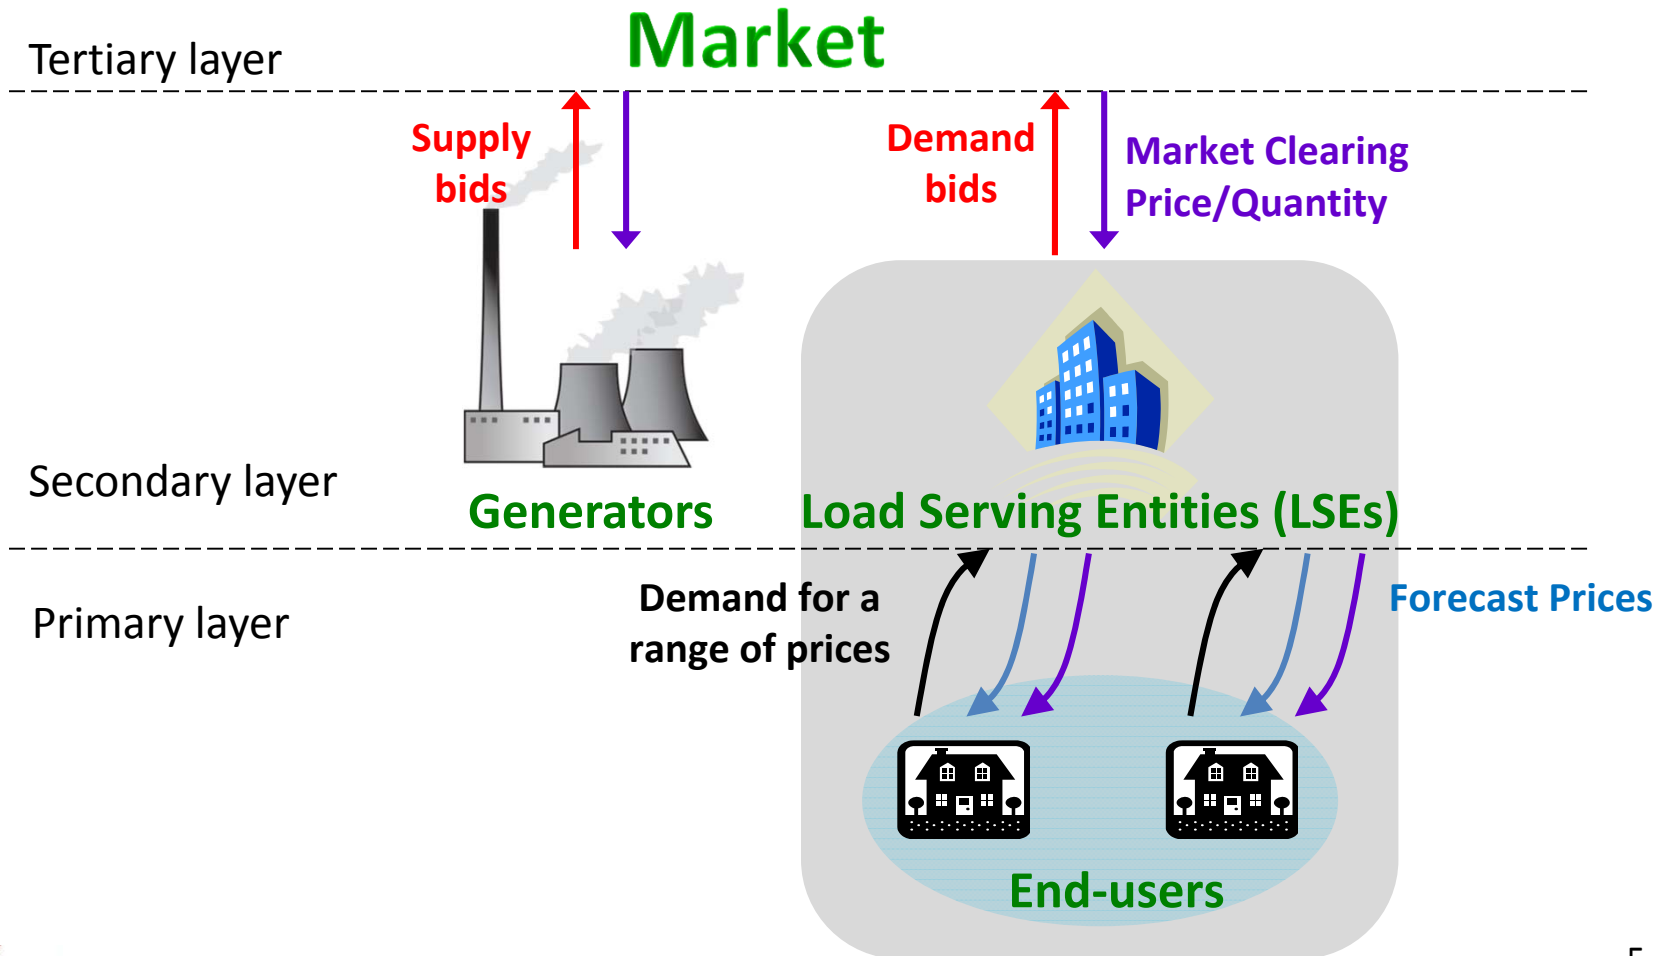 Market
Tertiary layer
Supply
bids
Demand
bids
Market Clearing
Price/Quantity
Secondary layer
Generators
Load Serving Entities (LSEs)
Demand for a
range of prices
Forecast Prices
Primary layer
End-users